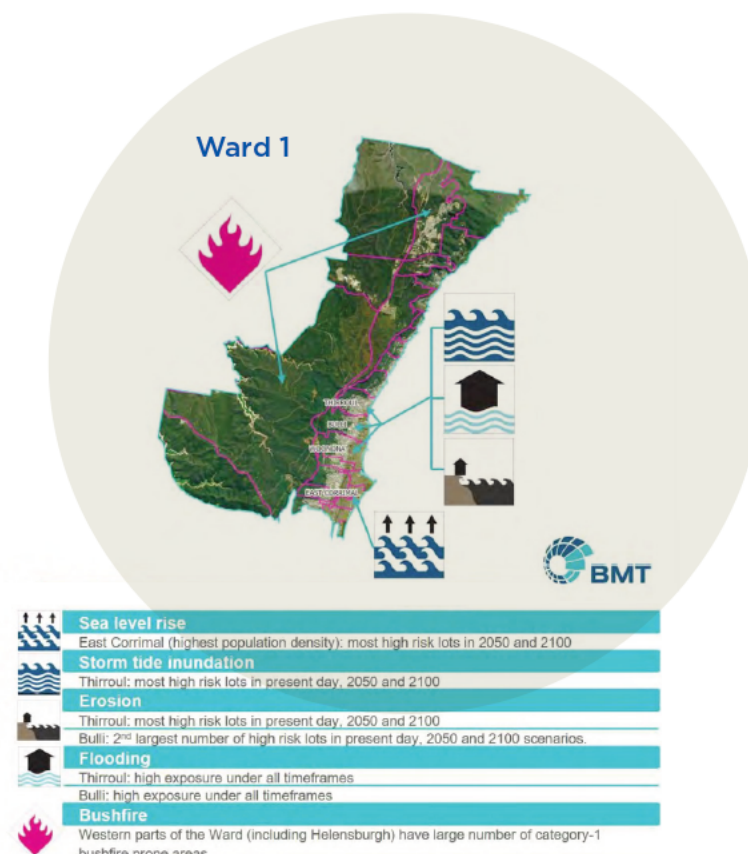 Ward 1
THIRROUL
BULLI
WOONONA
EAST CORRIMAL
BMT
Sea level rise
East Corrimal (highest population density): most high risk lots in 2050 and 2100
Storm tide inundation
Thirroul: most high risk lots in present day, 2050 and 2100
Erosion
Thirroul: most high risk lots in present day, 2050 and 2100
Bulli: 2nd largest number of high risk lots in present day, 2050 and 2100 scenarios.
Flooding
Thirroul: high exposure under all timeframes
Bulli: high exposure under all timeframes
Bushfire
Western parts of the Ward (including Helensburgh) have large number of category-1
bushfire prone areas